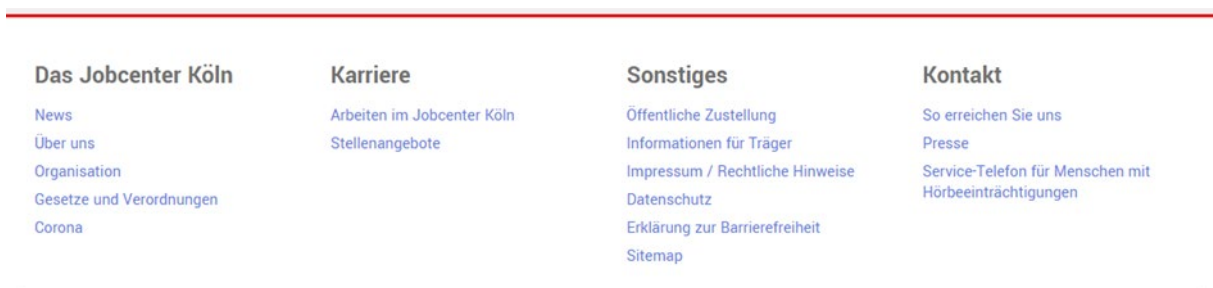 Das Jobcenter Köln
News
Über uns
Organisation
Gesetze und Verordnungen
Corona
Karriere
Arbeiten im Jobcenter Köln
Stellenangebote
Sonstiges
Öffentliche Zustellung
Informationen für Träger
Impressum / Rechtliche Hinweise
Datenschutz
Erklärung zur Barrierefreiheit
Sitemap
Kontakt
So erreichen Sie uns
Presse
Service-Telefon für Menschen mit
Hörbeeinträchtigungen